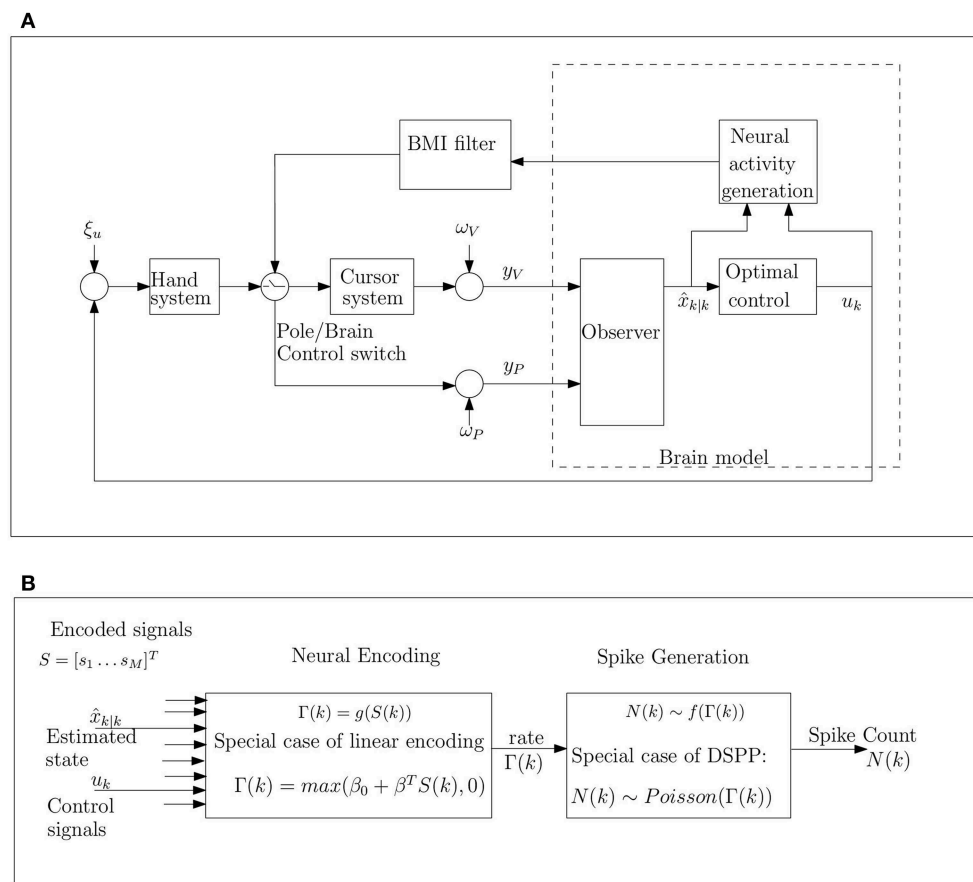 A
BMI filter
Neural
activity
generation
ξ_u
ω_V
Hand
system
Cursor
system
y_V
Observer
x̂_{k|k}
Optimal
control
u_k
Pole/Brain
Control switch
y_P
ω_P
Brain model
B
Encoded signals
S = [s_1 … s_M]^T
Neural Encoding
Spike Generation
x̂_{k|k}
Estimated
state
u_k
Control
signals
Γ(k) = g(S(k))
Special case of linear encoding
Γ(k) = max(β_0 + β^T S(k), 0)
rate
Γ(k)
N(k) ∼ f(Γ(k))
Special case of DSPP:
N(k) ∼ Poisson(Γ(k))
Spike Count
N(k)